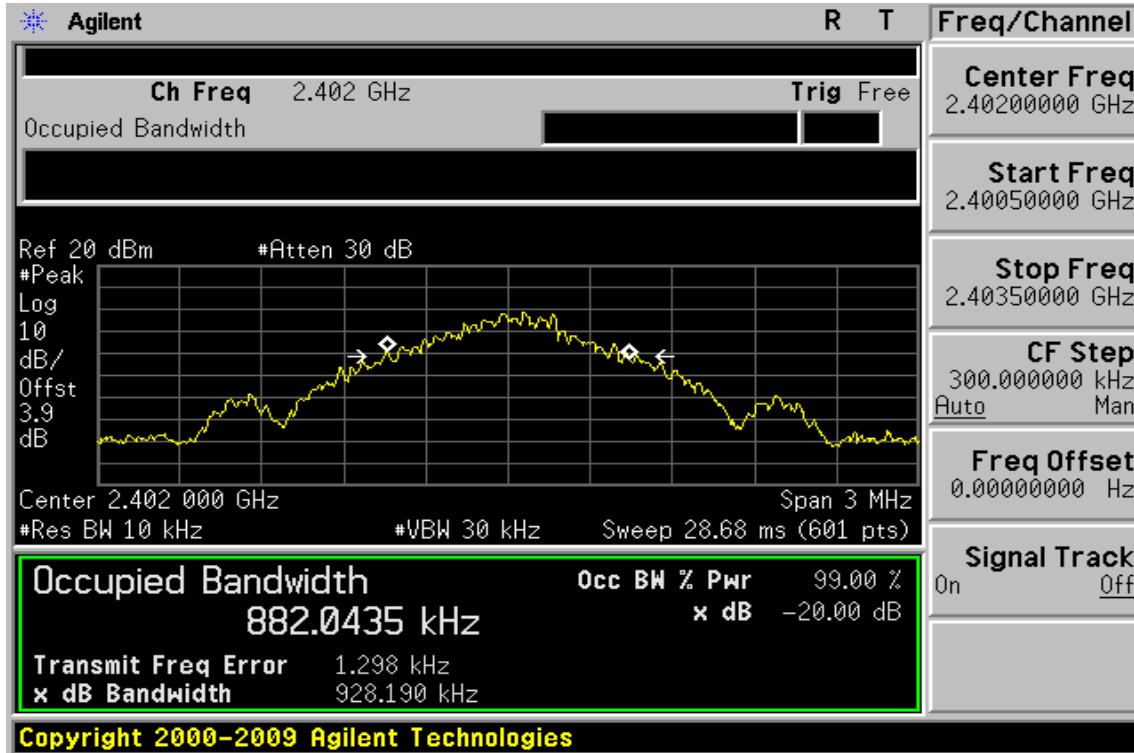 Agilent R T
Freq/Channel
Ch Freq 2.402 GHz Trig Free
Occupied Bandwidth
Center Freq
2.40200000 GHz
Start Freq
2.40050000 GHz
Stop Freq
2.40350000 GHz
CF Step
300.000000 kHz
Auto Man
Freq Offset
0.00000000 Hz
Signal Track
On Off
Ref 20 dBm #Atten 30 dB
#Peak
Log
10
dB/
Offst
3.9
dB
Center 2.402 000 GHz Span 3 MHz
#Res BW 10 kHz #VBW 30 kHz Sweep 28.68 ms (601 pts)
Occupied Bandwidth
882.0435 kHz
Occ BW % Pwr 99.00 %
x dB -20.00 dB
Transmit Freq Error 1.298 kHz
x dB Bandwidth 928.190 kHz
Copyright 2000-2009 Agilent Technologies